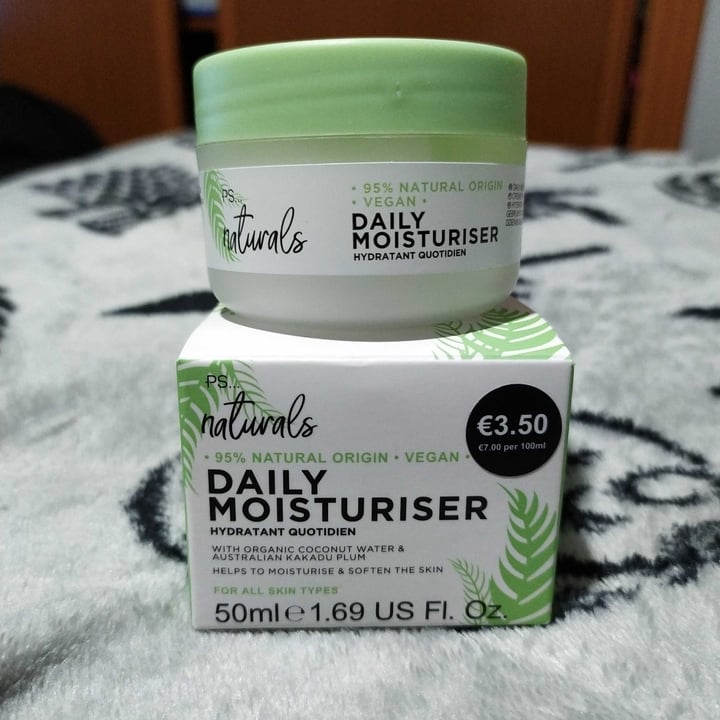 PS...
naturals
• 95% NATURAL ORIGIN
• VEGAN •
DAILY
MOISTURISER
HYDRATANT QUOTIDIEN
PS...
naturals
€3.50
€7.00 per 100ml
• 95% NATURAL ORIGIN • VEGAN •
DAILY
MOISTURISER
HYDRATANT QUOTIDIEN
WITH ORGANIC COCONUT WATER &
AUSTRALIAN KAKADU PLUM
HELPS TO MOISTURISE & SOFTEN THE SKIN
FOR ALL SKIN TYPES
50ml ℮ 1.69 US Fl. Oz.